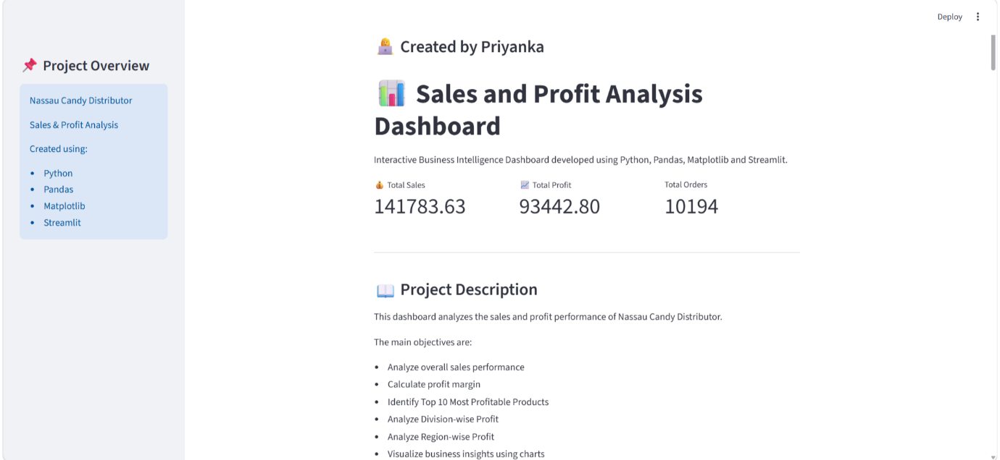 Deploy
Project Overview
Nassau Candy Distributor
Sales & Profit Analysis
Created using:
• Python
• Pandas
• Matplotlib
• Streamlit
Created by Priyanka
Sales and Profit Analysis
Dashboard
Interactive Business Intelligence Dashboard developed using Python, Pandas, Matplotlib and Streamlit.
Total Sales
141783.63
Total Profit
93442.80
Total Orders
10194
Project Description
This dashboard analyzes the sales and profit performance of Nassau Candy Distributor.
The main objectives are:
• Analyze overall sales performance
• Calculate profit margin
• Identify Top 10 Most Profitable Products
• Analyze Division-wise Profit
• Analyze Region-wise Profit
• Visualize business insights using charts